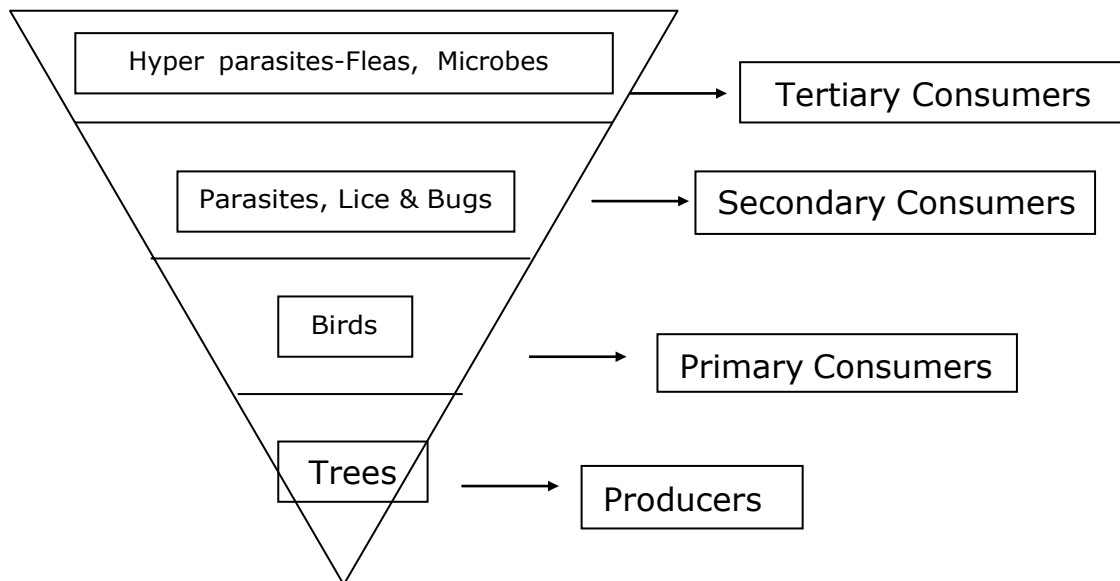 Hyper parasites-Fleas, Microbes
Tertiary Consumers
Parasites, Lice & Bugs
Secondary Consumers
Birds
Primary Consumers
Trees
Producers